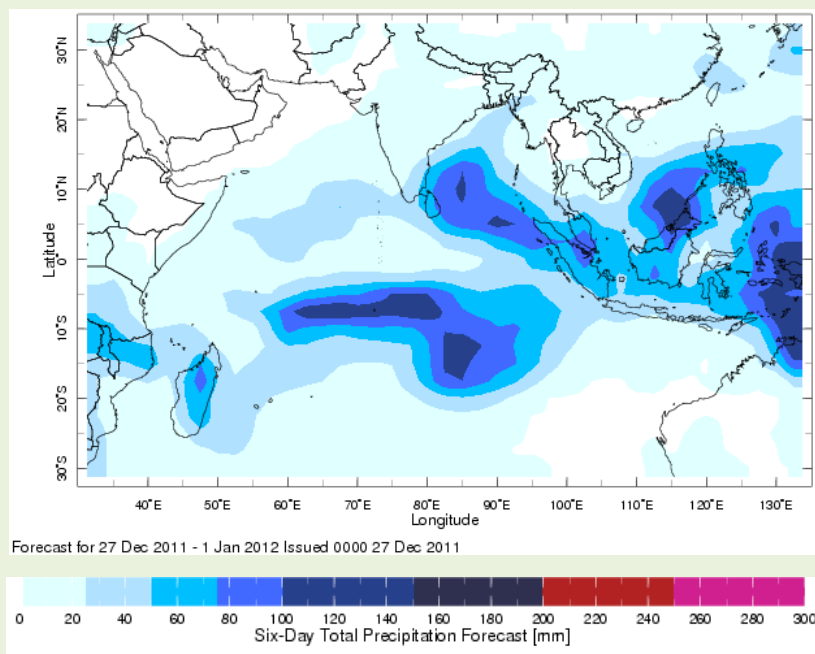 30°N
20°N
10°N
Latitude
0°
10°S
20°S
30°S
40°E 50°E 60°E 70°E 80°E 90°E 100°E 110°E 120°E 130°E
Longitude
Forecast for 27 Dec 2011 - 1 Jan 2012 Issued 0000 27 Dec 2011
0 20 40 60 80 100 120 140 160 180 200 220 240 260 280 300
Six-Day Total Precipitation Forecast [mm]